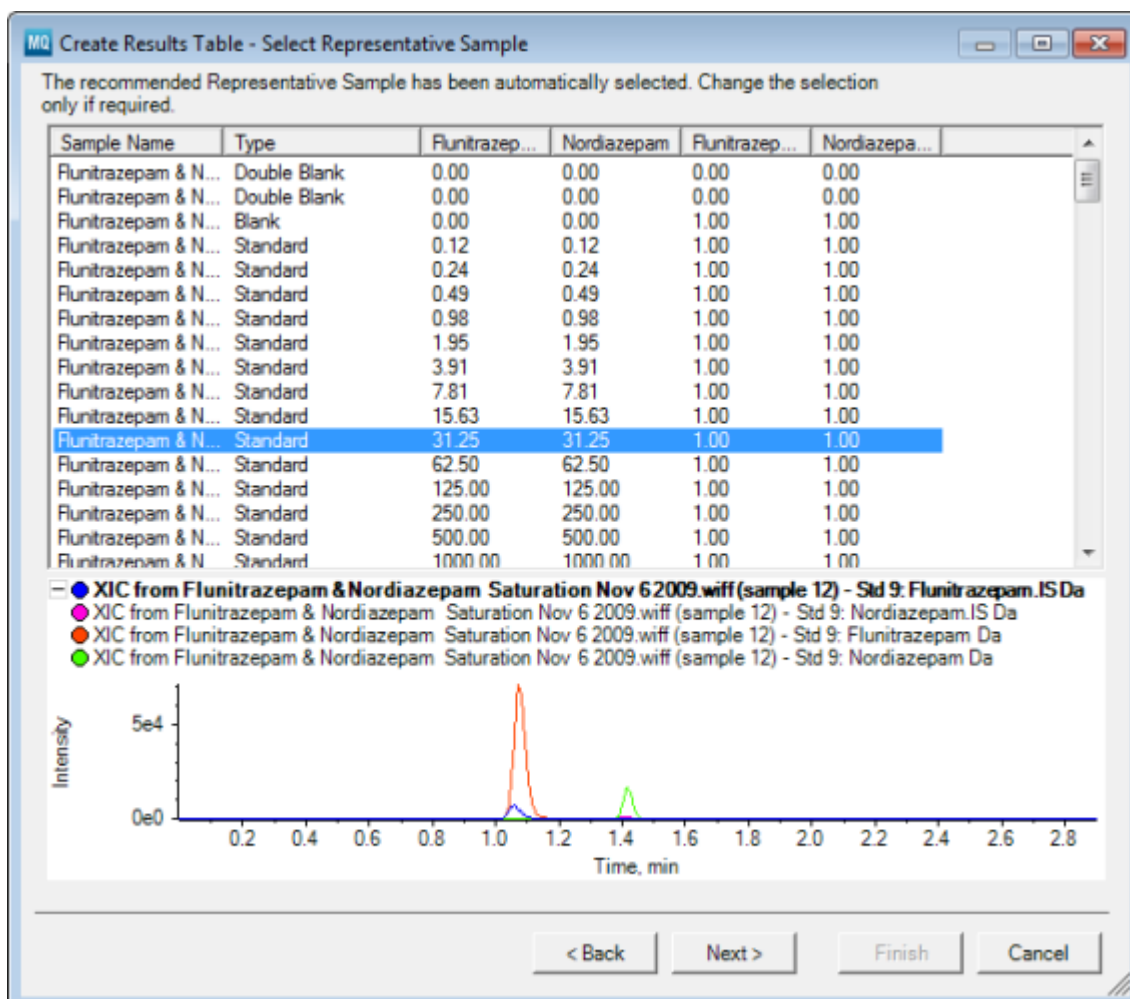 MQ Create Results Table - Select Representative Sample
The recommended Representative Sample has been automatically selected. Change the selection
only if required.
Sample Name Type Flunitrazep... Nordiazepam Flunitrazep... Nordiazepa...
Flunitrazepam & N... Double Blank 0.00 0.00 0.00 0.00
Flunitrazepam & N... Double Blank 0.00 0.00 0.00 0.00
Flunitrazepam & N... Blank 0.00 0.00 1.00 1.00
Flunitrazepam & N... Standard 0.12 0.12 1.00 1.00
Flunitrazepam & N... Standard 0.24 0.24 1.00 1.00
Flunitrazepam & N... Standard 0.49 0.49 1.00 1.00
Flunitrazepam & N... Standard 0.98 0.98 1.00 1.00
Flunitrazepam & N... Standard 1.95 1.95 1.00 1.00
Flunitrazepam & N... Standard 3.91 3.91 1.00 1.00
Flunitrazepam & N... Standard 7.81 7.81 1.00 1.00
Flunitrazepam & N... Standard 15.63 15.63 1.00 1.00
Flunitrazepam & N... Standard 31.25 31.25 1.00 1.00
Flunitrazepam & N... Standard 62.50 62.50 1.00 1.00
Flunitrazepam & N... Standard 125.00 125.00 1.00 1.00
Flunitrazepam & N... Standard 250.00 250.00 1.00 1.00
Flunitrazepam & N... Standard 500.00 500.00 1.00 1.00
Flunitrazepam & N... Standard 1000.00 1000.00 1.00 1.00
XIC from Flunitrazepam & Nordiazepam Saturation Nov 6 2009.wiff (sample 12) - Std 9: Flunitrazepam.IS Da
XIC from Flunitrazepam & Nordiazepam Saturation Nov 6 2009.wiff (sample 12) - Std 9: Nordiazepam.IS Da
XIC from Flunitrazepam & Nordiazepam Saturation Nov 6 2009.wiff (sample 12) - Std 9: Flunitrazepam Da
XIC from Flunitrazepam & Nordiazepam Saturation Nov 6 2009.wiff (sample 12) - Std 9: Nordiazepam Da
Intensity
5e4
0e0
0.2 0.4 0.6 0.8 1.0 1.2 1.4 1.6 1.8 2.0 2.2 2.4 2.6 2.8
Time, min
< Back Next > Finish Cancel